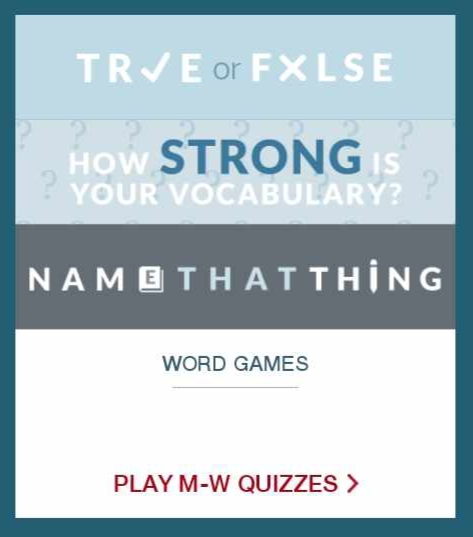 TR✓E or F✕LSE
HOW STRONG IS
YOUR VOCABULARY?
NAME THAT THING
WORD GAMES
PLAY M-W QUIZZES >